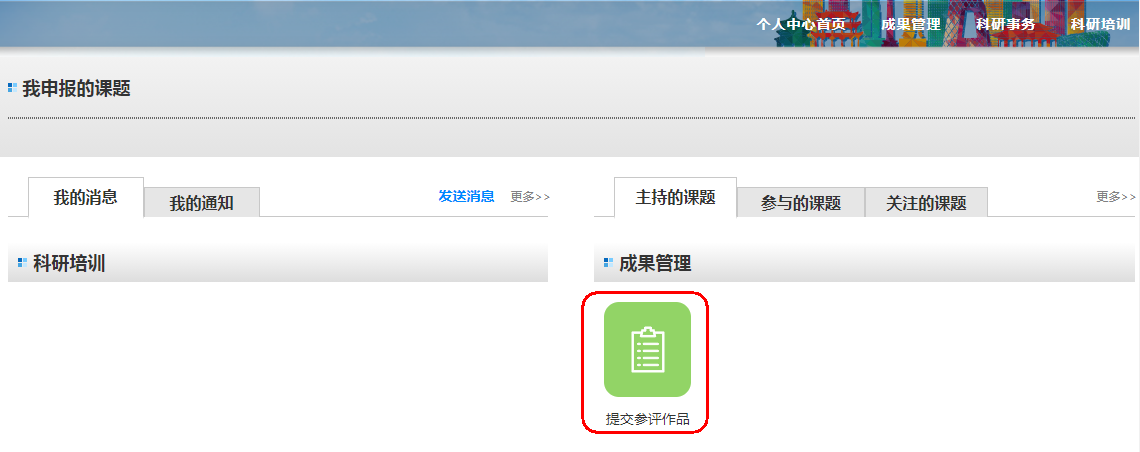 个人中心首页 成果管理 科研事务 科研培训
我申报的课题
我的消息 我的通知 发送消息 更多>>
主持的课题 参与的课题 关注的课题 更多>>
科研培训
成果管理
提交参评作品